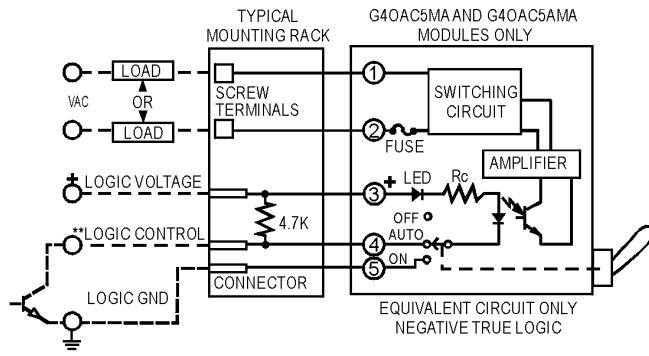 TYPICAL
MOUNTING RACK
G4OAC5MA AND G4OAC5AMA
MODULES ONLY
LOAD
VAC
OR
LOAD
SCREW
TERMINALS
1
2
FUSE
SWITCHING
CIRCUIT
AMPLIFIER
+
LOGIC VOLTAGE
3
+
LED
Rc
4.7K
OFF
**LOGIC CONTROL
4
AUTO
5
ON
CONNECTOR
LOGIC GND
EQUIVALENT CIRCUIT ONLY
NEGATIVE TRUE LOGIC